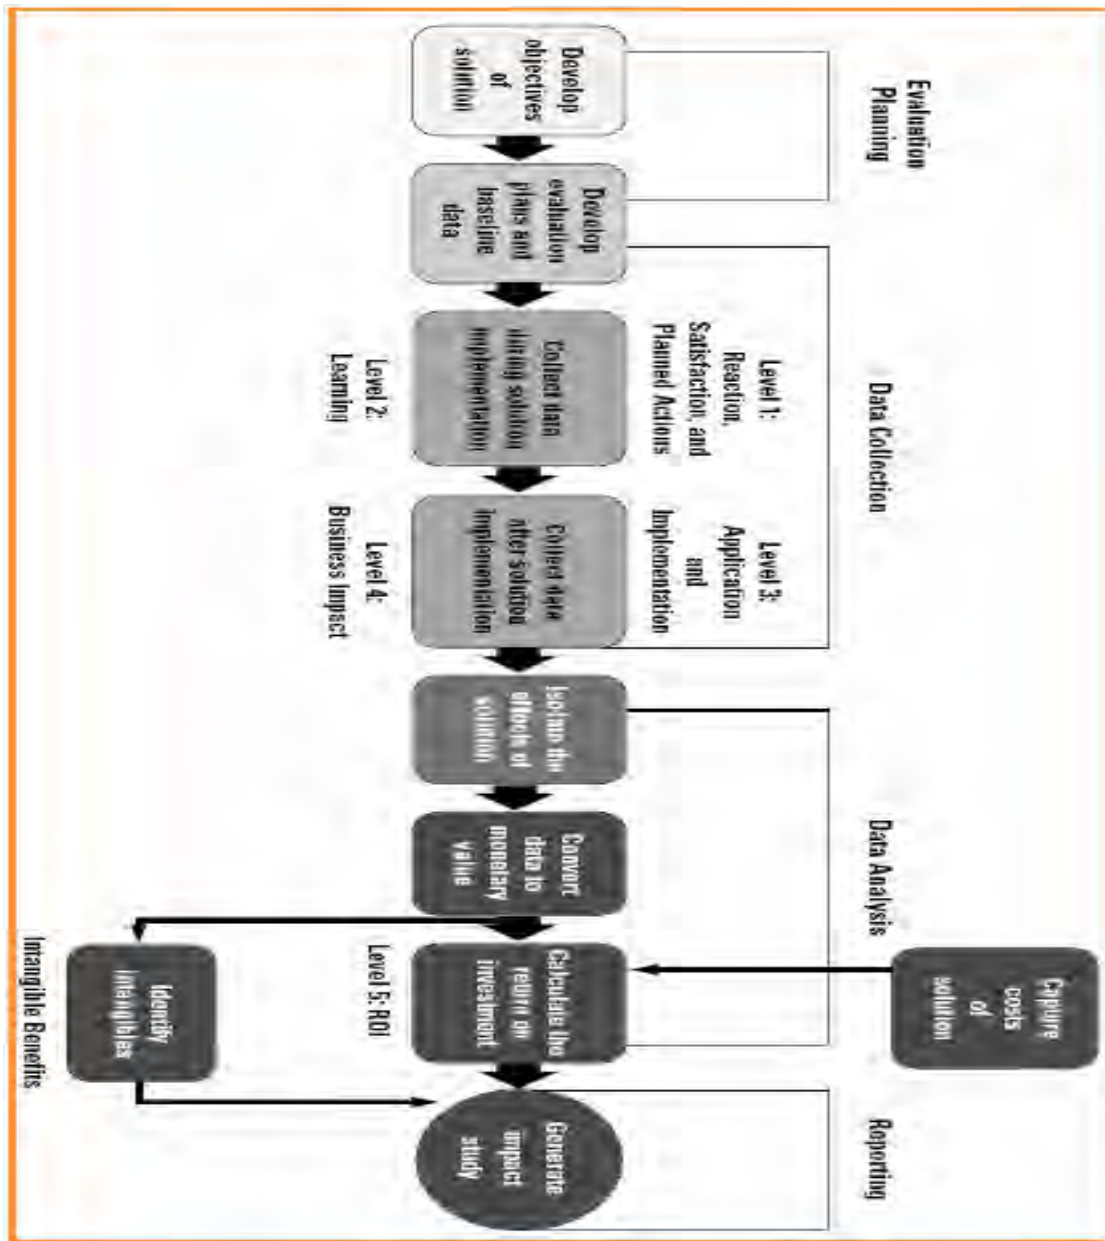 Evaluation
Planning
Data Collection
Data Analysis
Reporting
Develop
objectives
of
solution
Develop
evaluation
plans and
baseline
data
Level 1:
Reaction,
Satisfaction, and
Planned Actions
Collect data
during solution
implementation
Level 2:
Learning
Level 3:
Application
and
Implementation
Collect data
after solution
implementation
Level 4:
Business Impact
Isolate the
effects of
solution
Convert
data to
monetary
value
Capture
costs
of
solution
Calculate the
return on
investment
Level 5: ROI
Identify
intangibles
Intangible Benefits
Generate
impact
study